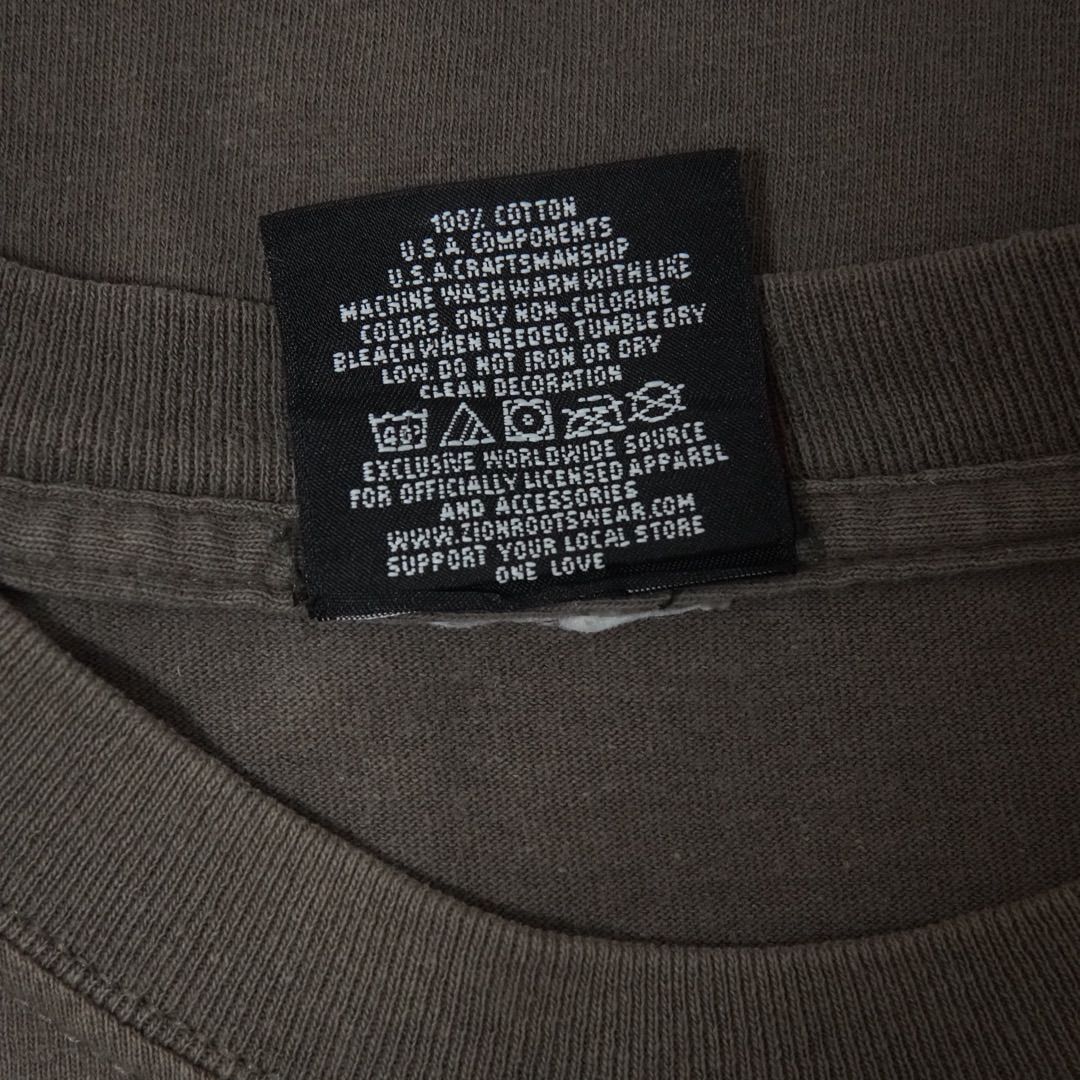 100% COTTON
U.S.A. COMPONENTS
U.S.A. CRAFTSMANSHIP
MACHINE WASH WARM WITH LIKE
COLORS, ONLY NON-CHLORINE
BLEACH WHEN NEEDED TUMBLE DRY
LOW, DO NOT IRON OR DRY
CLEAN DECORATION
40°
EXCLUSIVE WORLDWIDE SOURCE
FOR OFFICIALLY LICENSED APPAREL
AND ACCESSORIES
WWW.ZIONROOTSWEAR.COM
SUPPORT YOUR LOCAL STORE
ONE LOVE